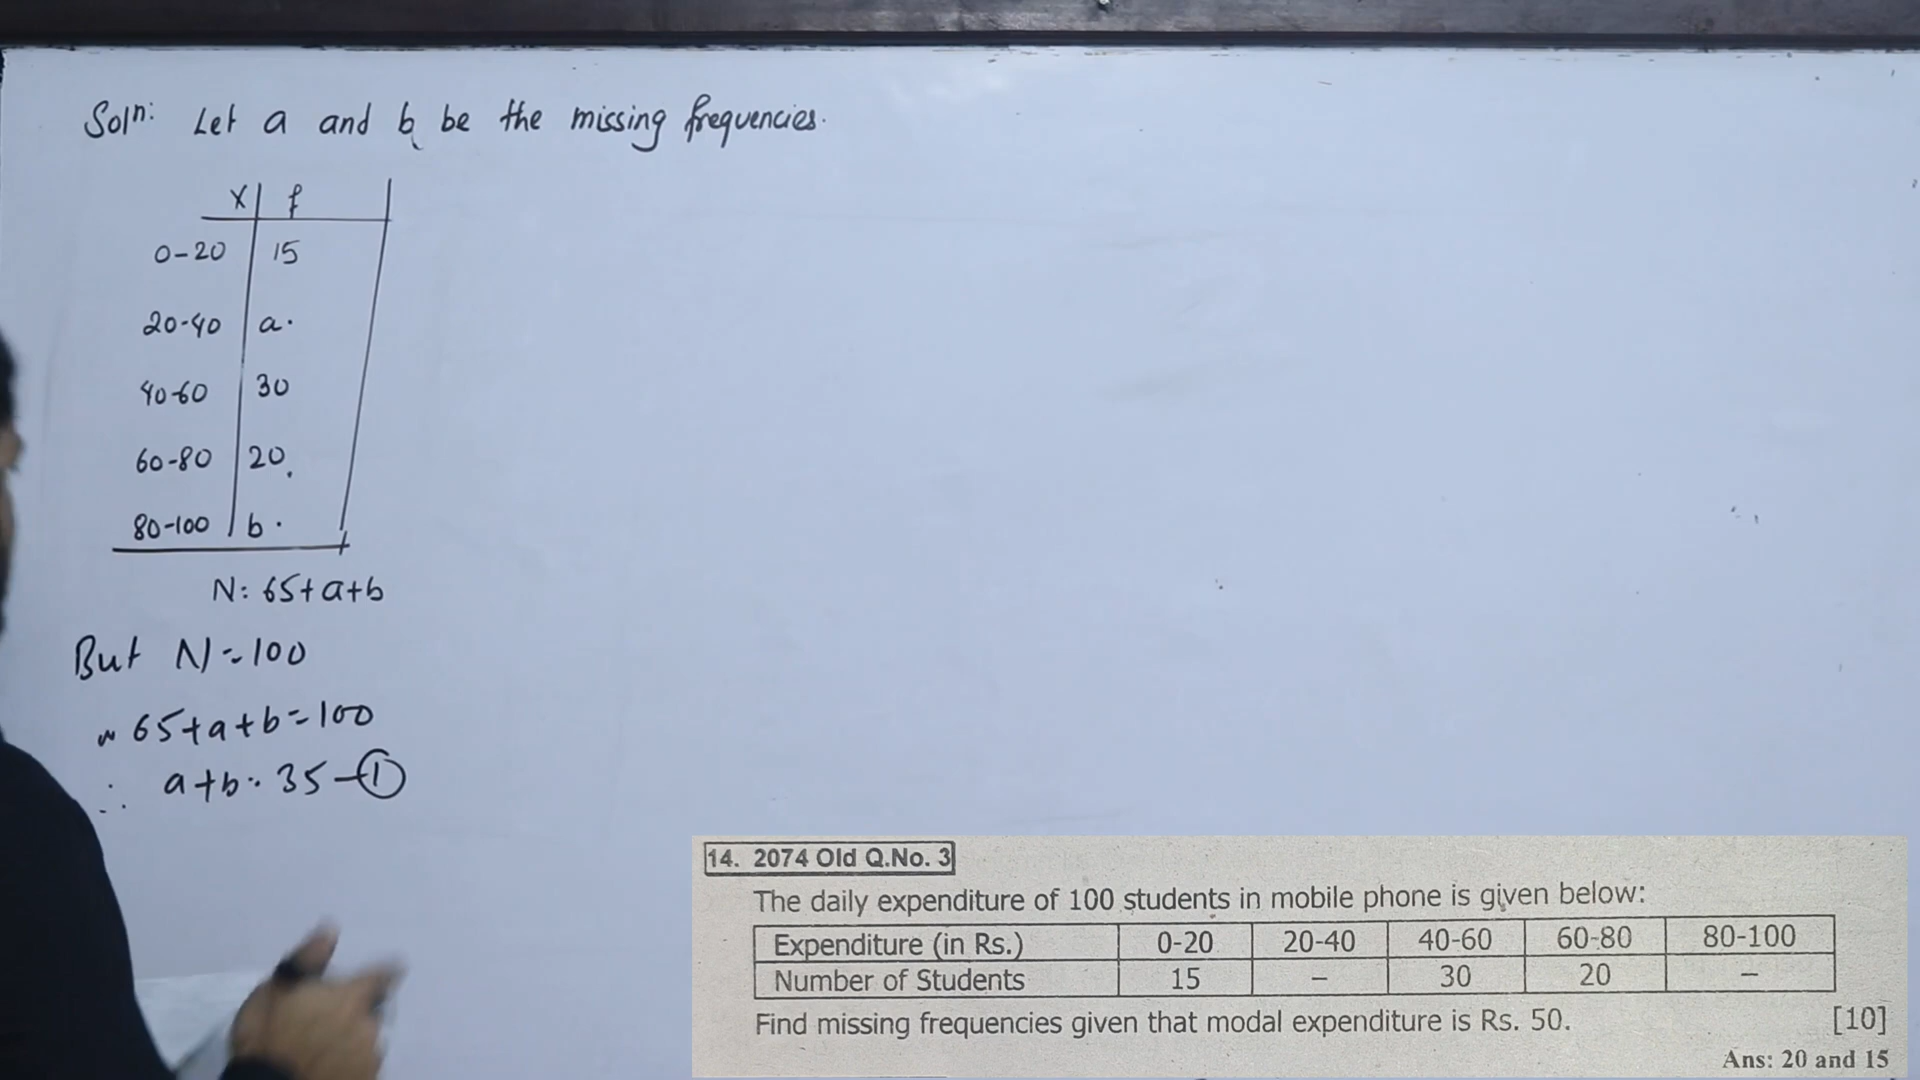 Soln: Let a and b be the missing frequencies.
X f
0-20 15
20-40 a.
40-60 30
60-80 20.
80-100 b.
N: 65+a+b
But N=100
65+a+b=100
∴ a+b = 35 -①
14. 2074 Old Q.No. 3
The daily expenditure of 100 students in mobile phone is given below:
Expenditure (in Rs.) 0-20 20-40 40-60 60-80 80-100
Number of Students 15 – 30 20 –
Find missing frequencies given that modal expenditure is Rs. 50. [10]
Ans: 20 and 15